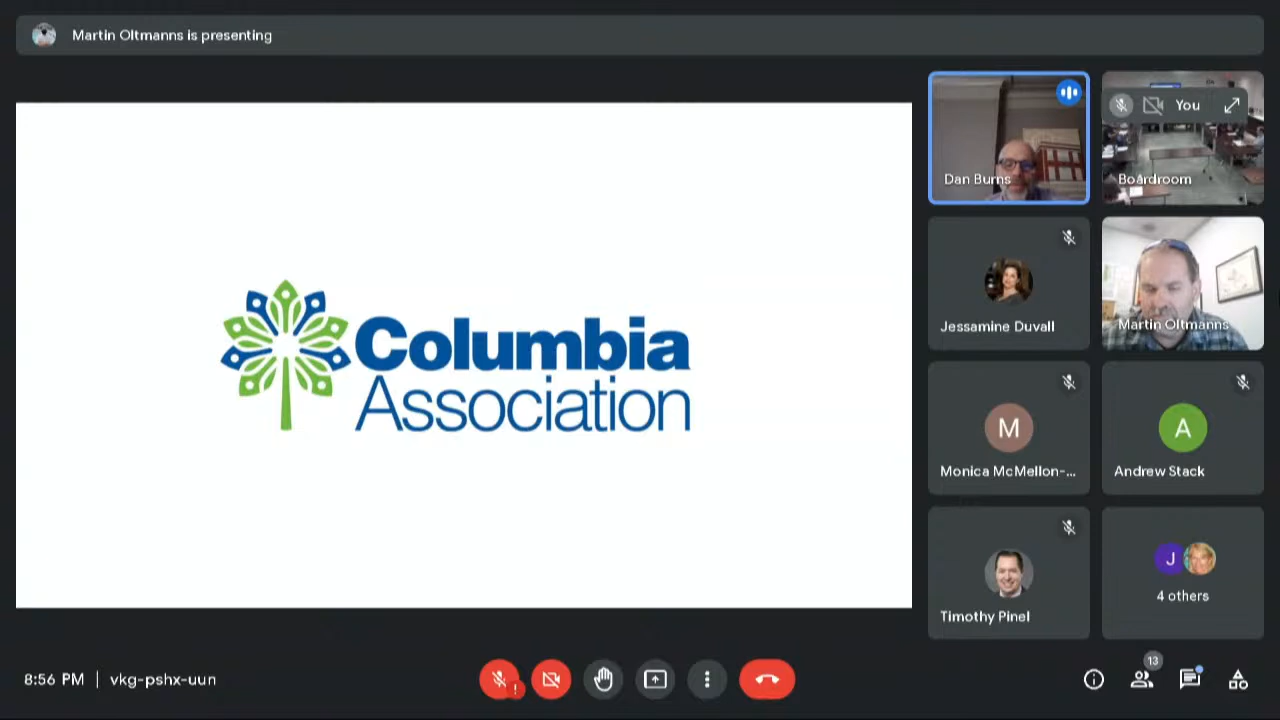 Martin Oltmanns is presenting
Columbia
Association
Dan Burns
You
Boardroom
Jessamine Duvall
Martin Oltmanns
M
Monica McMellon-...
A
Andrew Stack
Timothy Pinel
J
4 others
8:56 PM | vkg-pshx-uun
!
13